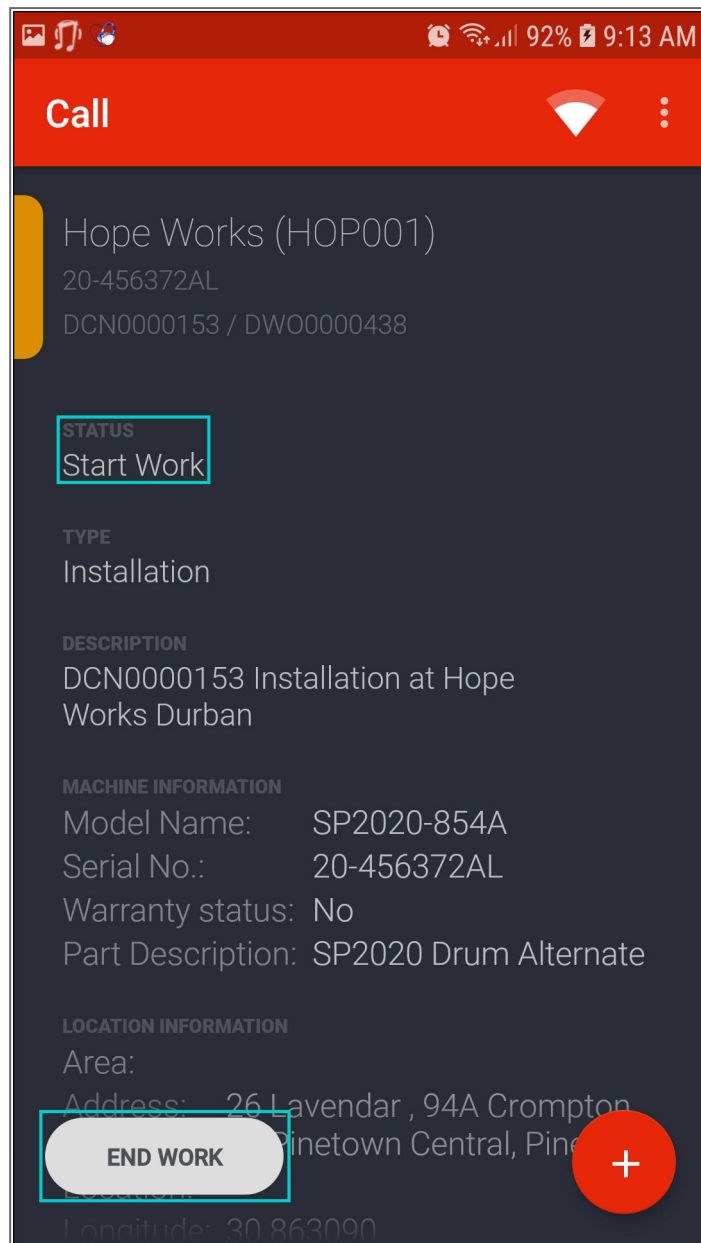 92% 9:13 AM
Call
Hope Works (HOP001)
20-456372AL
DCN0000153 / DWO0000438
STATUS
Start Work
TYPE
Installation
DESCRIPTION
DCN0000153 Installation at Hope
Works Durban
MACHINE INFORMATION
Model Name: SP2020-854A
Serial No.: 20-456372AL
Warranty status: No
Part Description: SP2020 Drum Alternate
LOCATION INFORMATION
Area:
Address: 26 Lavendar , 94A Crompton
Pinetown Central,
END WORK
+
Location:
Longitude: 30.863090